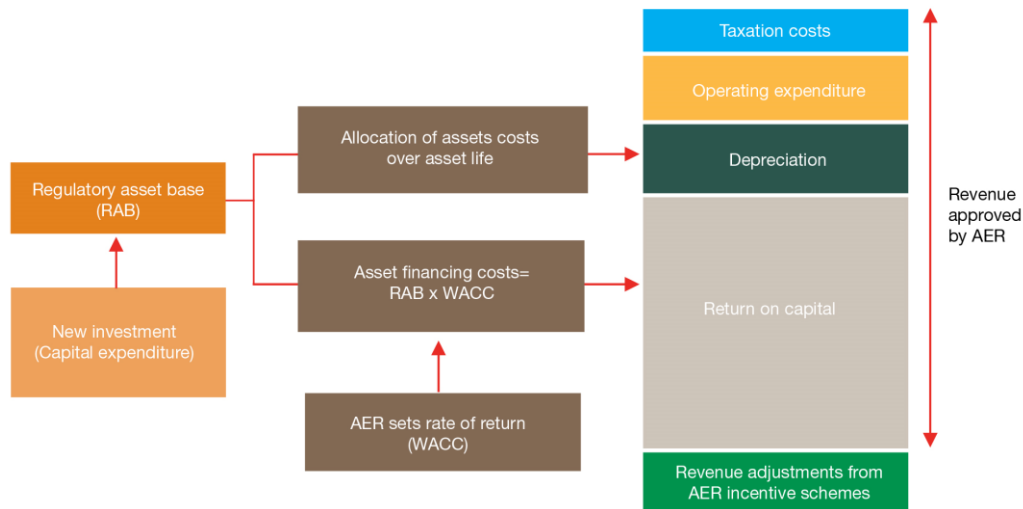 Taxation costs
Operating expenditure
Allocation of assets costs
over asset life
Depreciation
Regulatory asset base
(RAB)
Revenue
approved
by AER
Asset financing costs=
RAB x WACC
Return on capital
New investment
(Capital expenditure)
AER sets rate of return
(WACC)
Revenue adjustments from
AER incentive schemes